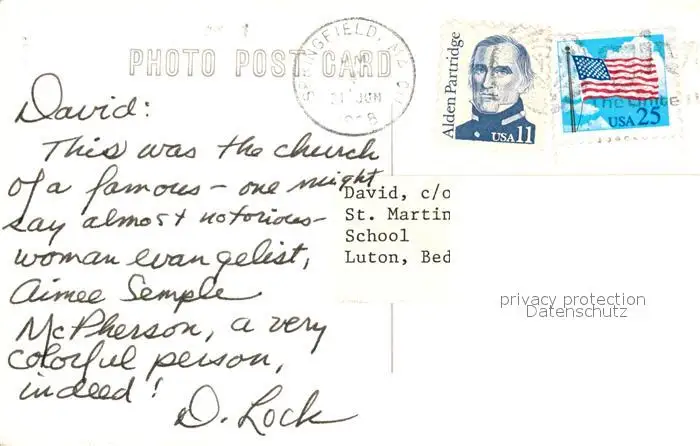 PHOTO POST CARD
SPRINGFIELD, MO
21 JUN
Alden Partridge
USA 11
USA 25
David:
This was the church
of a famous – one might
say almost notorious –
woman evangelist,
Aimee Semple
McPherson, a very
colorful person,
indeed!
D. Lock
David, c/o
St. Martin
School
Luton, Bed
privacy protection
Datenschutz